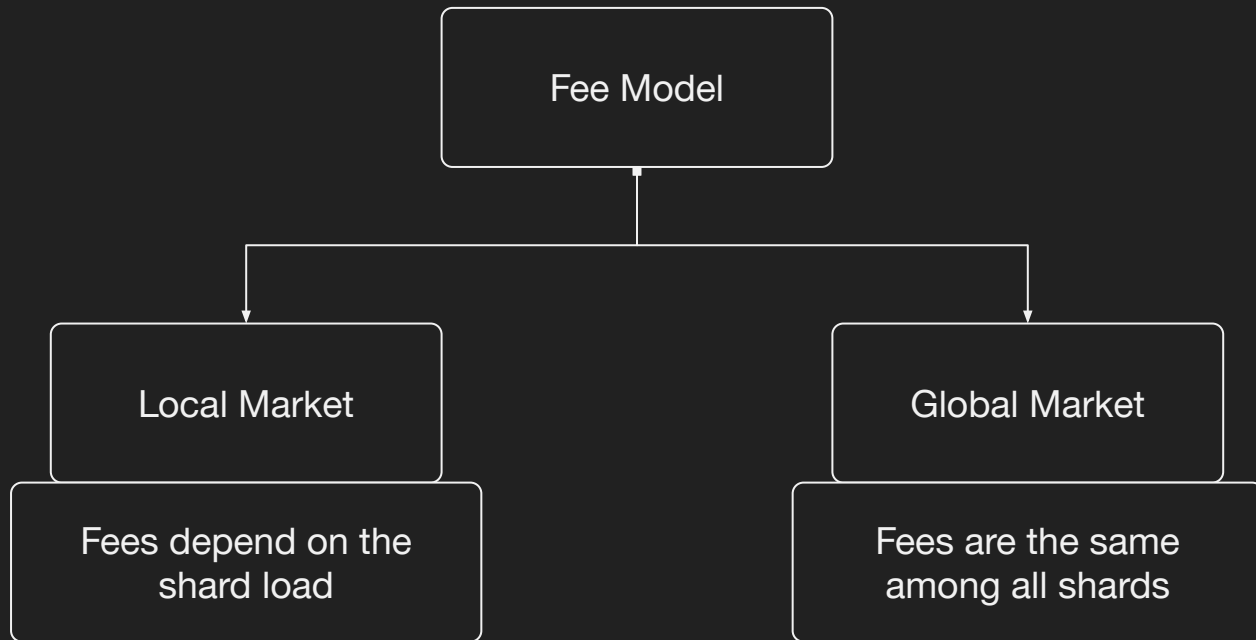 Fee Model
Local Market
Global Market
Fees depend on the
shard load
Fees are the same
among all shards